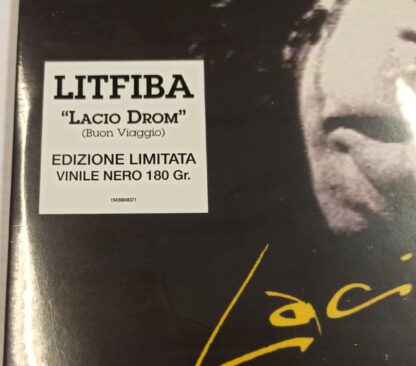 LITFIBA
“LACIO DROM”
(Buon Viaggio)
EDIZIONE LIMITATA
VINILE NERO 180 Gr.
Laci